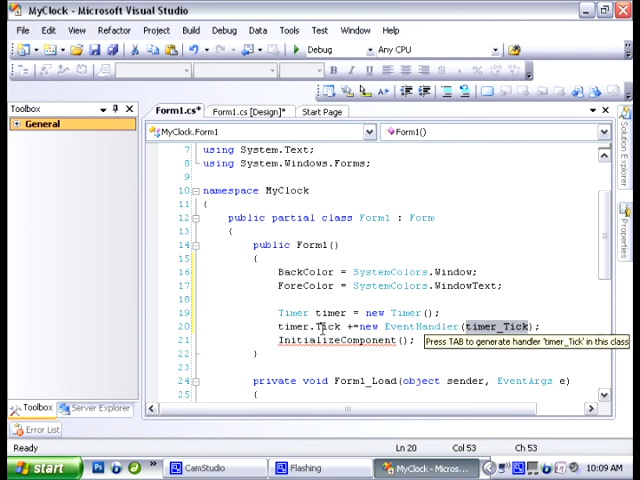 MyClock - Microsoft Visual Studio
File Edit View Refactor Project Build Debug Data Tools Test Window Help
Debug Any CPU
Toolbox
General
Form1.cs* Form1.cs [Design]* Start Page
MyClock.Form1 Form1()
7 using System.Text;
8 using System.Windows.Forms;
9
10 namespace MyClock
11 {
12 public partial class Form1 : Form
13 {
14 public Form1()
15 {
16 BackColor = SystemColors.Window;
17 ForeColor = SystemColors.WindowText;
18
19 Timer timer = new Timer();
20 timer.Tick +=new EventHandler(timer_Tick);
21 InitializeComponent();
Press TAB to generate handler 'timer_Tick' in this class
22 }
23
24 private void Form1_Load(object sender, EventArgs e)
25 {
Solution Explorer
Properties
Toolbox Server Explorer
Error List
Ready Ln 20 Col 53 Ch 53
start CamStudio Flashing MyClock - Micros... 10:09 AM